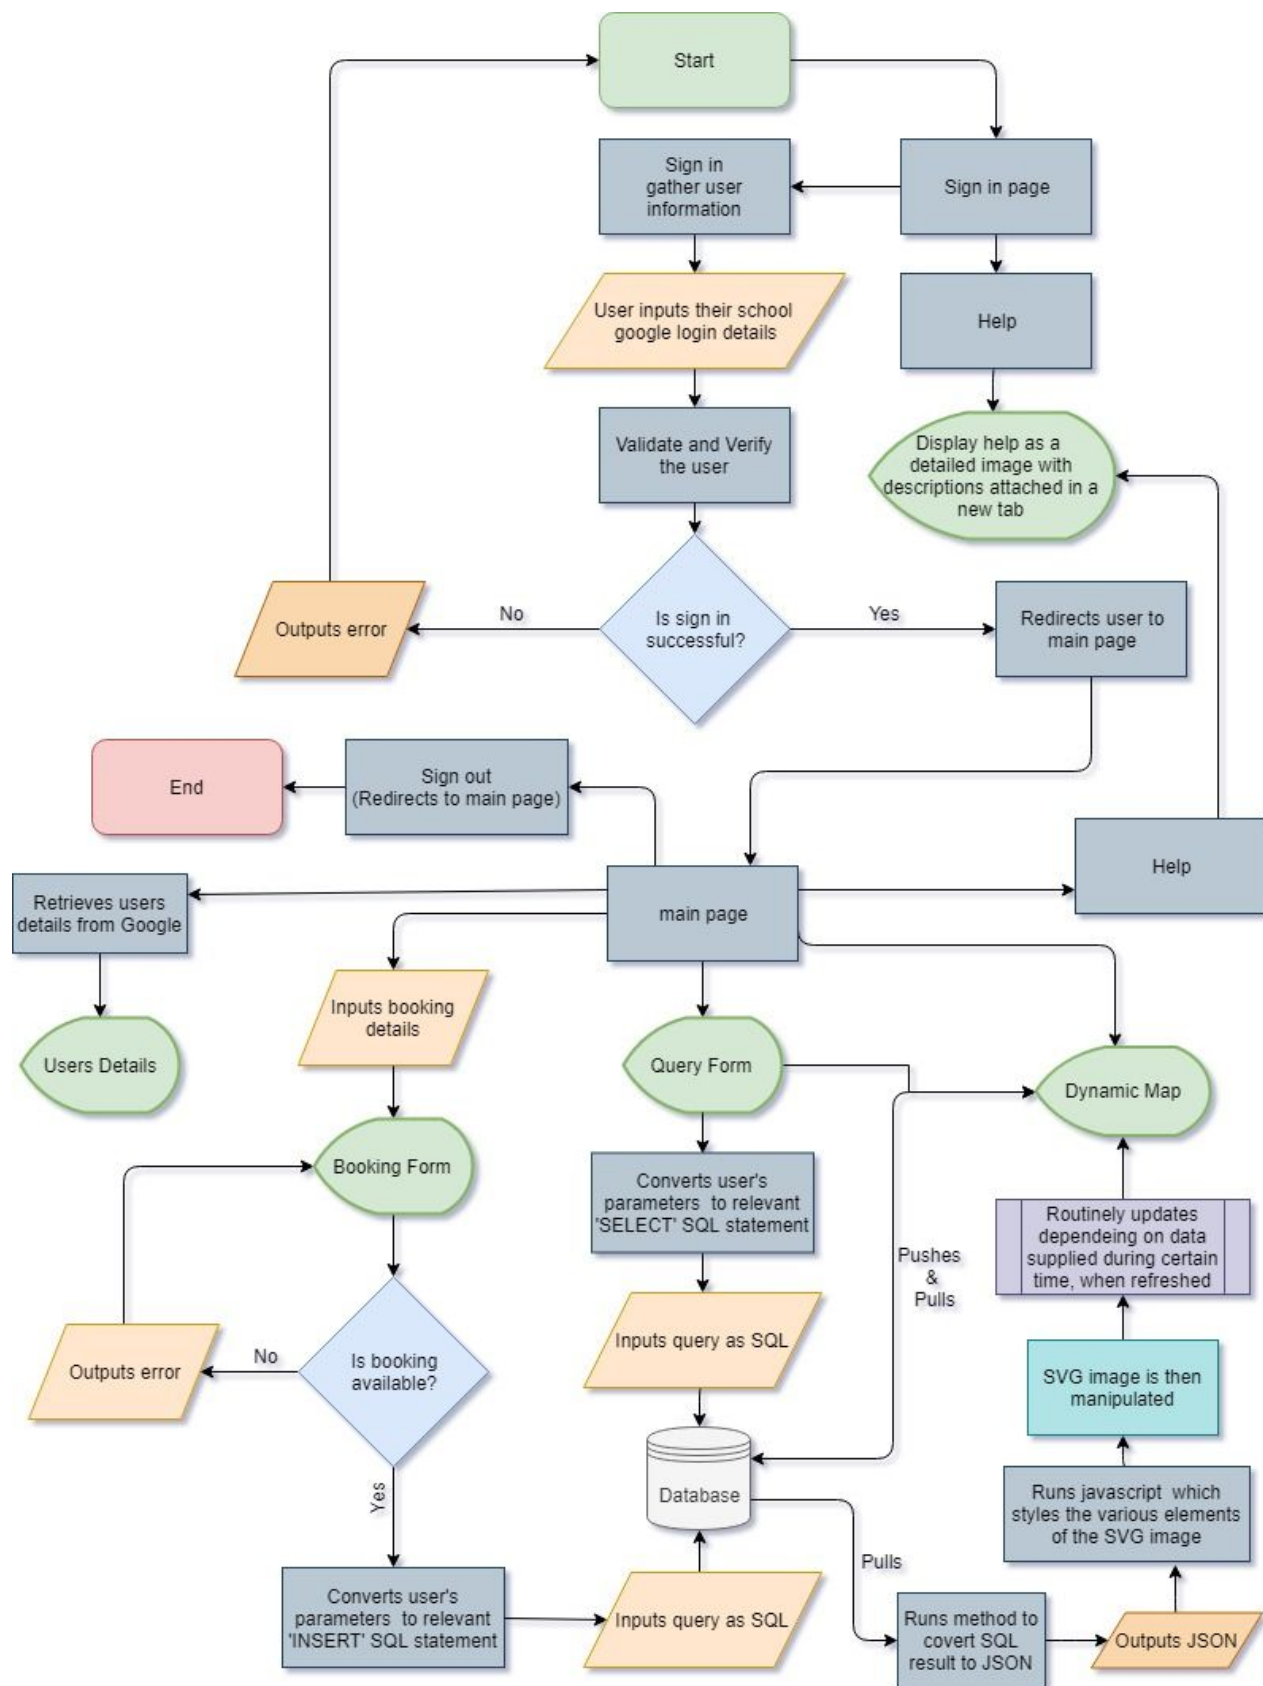 Start
Sign in
gather user
information
Sign in page
User inputs their school
google login details
Help
Validate and Verify
the user
Display help as a
detailed image with
descriptions attached in a
new tab
Outputs error
No
Is sign in
successful?
Yes
Redirects user to
main page
End
Sign out
(Redirects to main page)
Help
Retrieves users
details from Google
main page
Inputs booking
details
Users Details
Query Form
Dynamic Map
Booking Form
Converts user's
parameters to relevant
'SELECT' SQL statement
Routinely updates
dependeing on data
supplied during certain
time, when refreshed
Pushes
&
Pulls
Outputs error
No
Is booking
available?
Inputs query as SQL
SVG image is then
manipulated
Yes
Database
Runs javascript which
styles the various elements
of the SVG image
Pulls
Converts user's
parameters to relevant
'INSERT' SQL statement
Inputs query as SQL
Runs method to
covert SQL
result to JSON
Outputs JSON